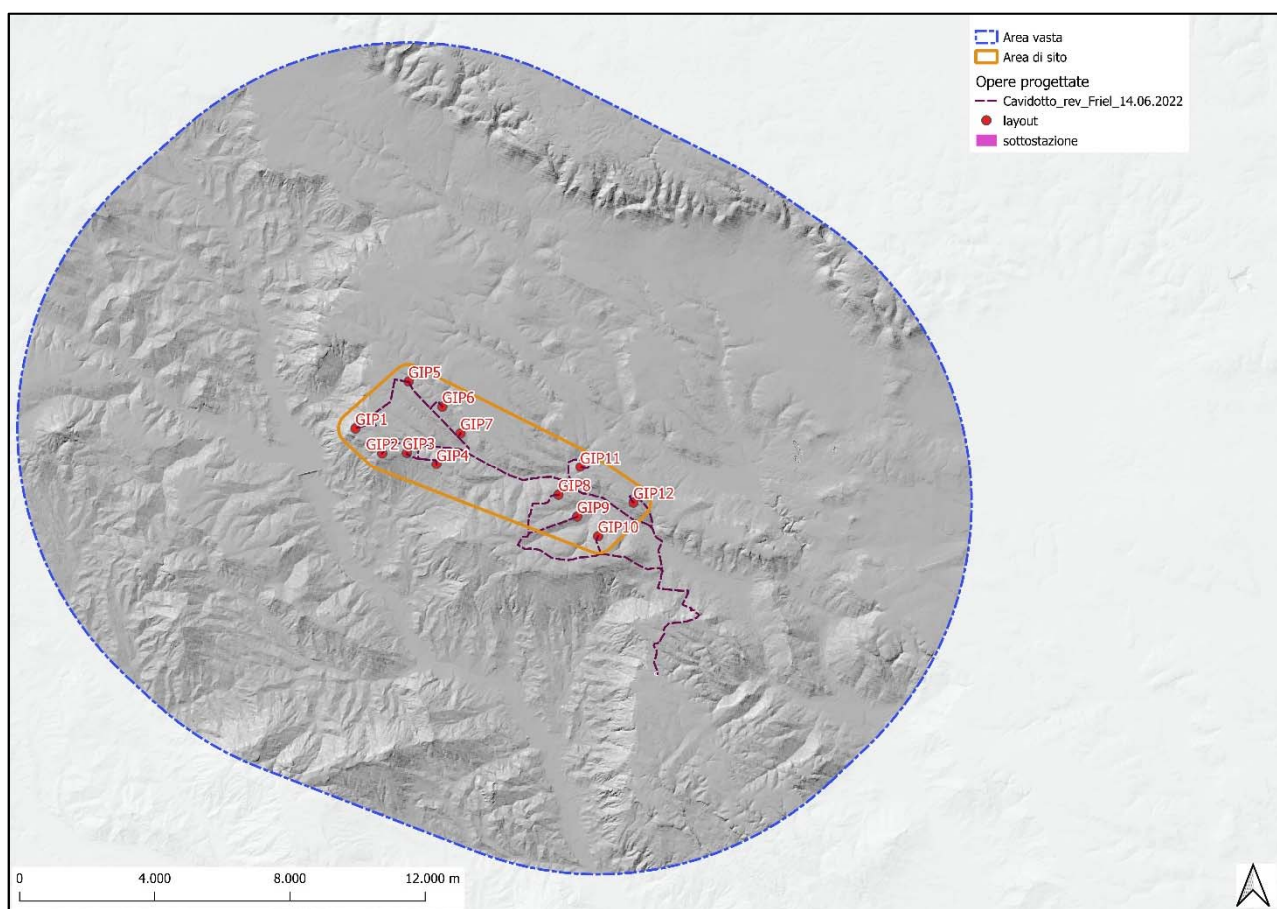 Area vasta
Area di sito
Opere progettate
Cavidotto_rev_Friel_14.06.2022
layout
sottostazione
GIP5
GIP6
GIP1
GIP7
GIP2
GIP3
GIP4
GIP11
GIP8
GIP12
GIP9
GIP10
0
4.000
8.000
12.000 m